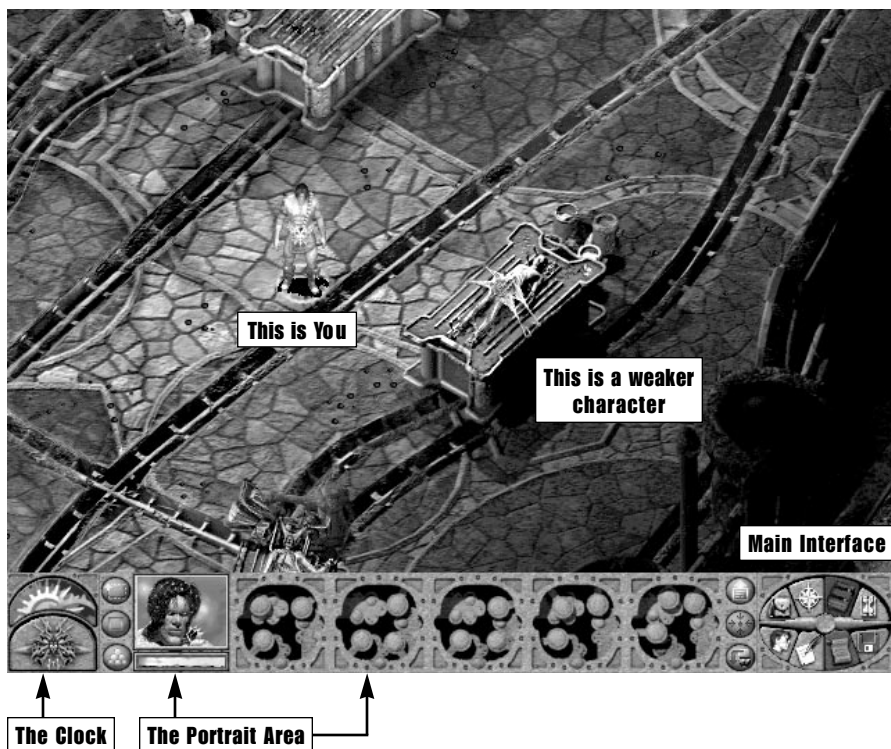 This is You
This is a weaker
character
Main Interface
The Clock
The Portrait Area